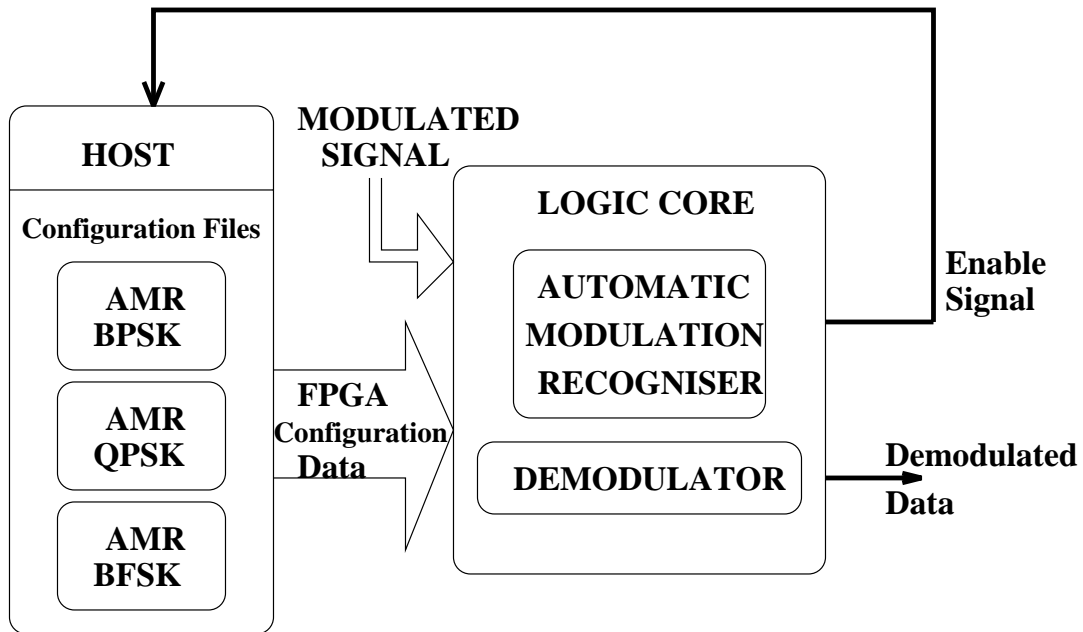 HOST
Configuration Files
AMR
BPSK
AMR
QPSK
AMR
BFSK
MODULATED
SIGNAL
FPGA
Configuration
Data
LOGIC CORE
AUTOMATIC
MODULATION
RECOGNISER
DEMODULATOR
Enable
Signal
Demodulated
Data